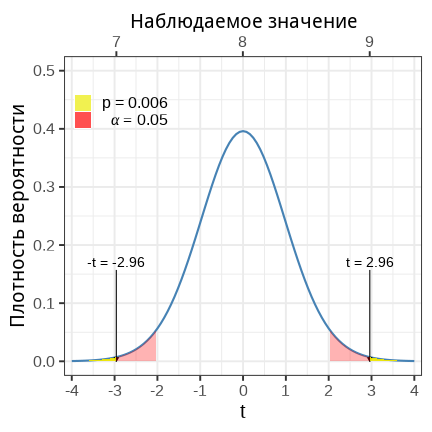 Наблюдаемое значение
7 8 9
Плотность вероятности
0.5
0.4
0.3
0.2
0.1
0.0
p = 0.006
α = 0.05
-t = -2.96
t = 2.96
-4 -3 -2 -1 0 1 2 3 4
t